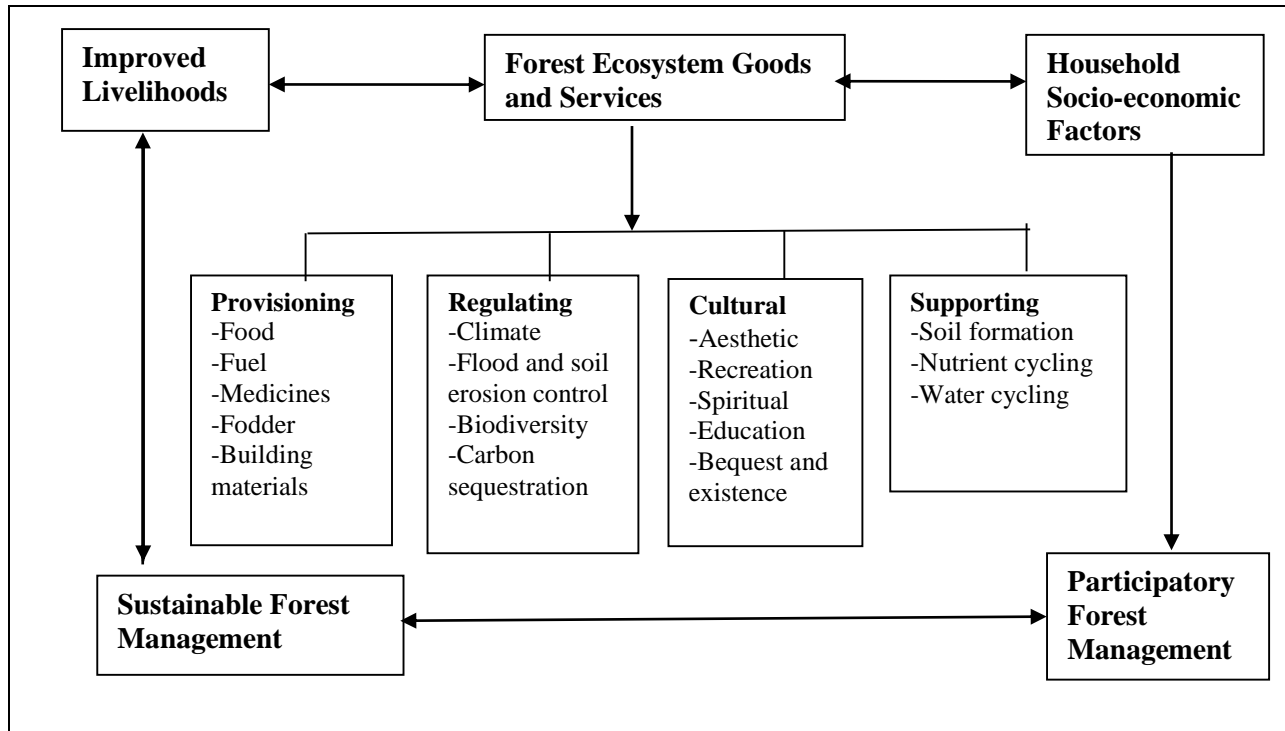 Improved
Livelihoods
Forest Ecosystem Goods
and Services
Household
Socio-economic
Factors
Provisioning
-Food
-Fuel
-Medicines
-Fodder
-Building
materials
Regulating
-Climate
-Flood and soil
erosion control
-Biodiversity
-Carbon
sequestration
Cultural
-Aesthetic
-Recreation
-Spiritual
-Education
-Bequest and
existence
Supporting
-Soil formation
-Nutrient cycling
-Water cycling
Sustainable Forest
Management
Participatory
Forest
Management